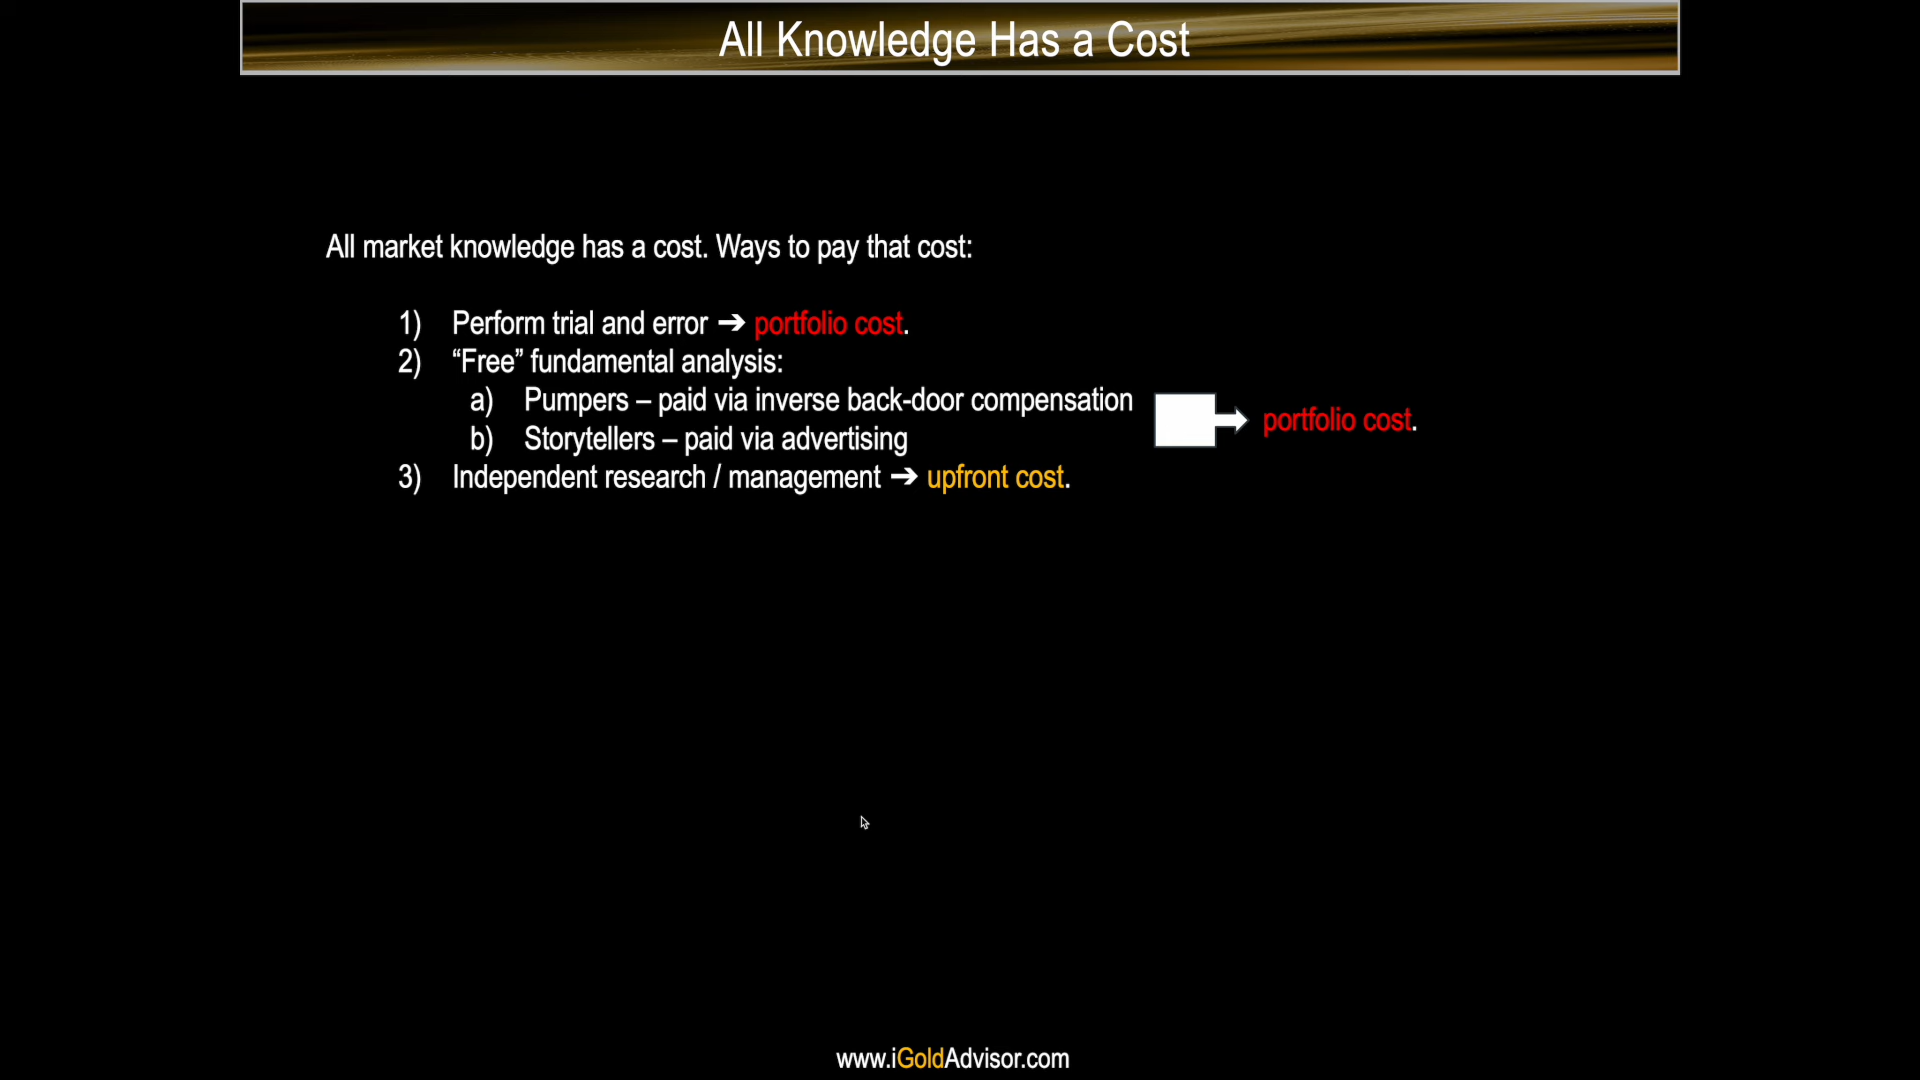 All Knowledge Has a Cost
All market knowledge has a cost. Ways to pay that cost:
1) Perform trial and error ➔ portfolio cost.
2) “Free” fundamental analysis:
a) Pumpers – paid via inverse back-door compensation
b) Storytellers – paid via advertising
portfolio cost.
3) Independent research / management ➔ upfront cost.
www.iGoldAdvisor.com